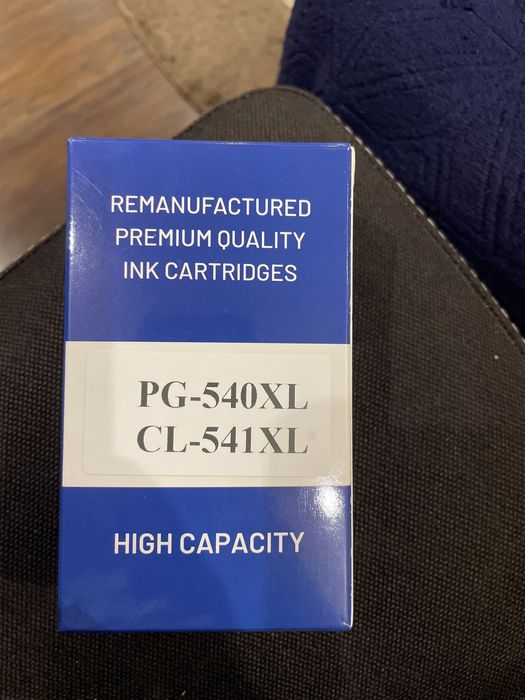 REMANUFACTURED
PREMIUM QUALITY
INK CARTRIDGES
PG-540XL
CL-541XL
HIGH CAPACITY